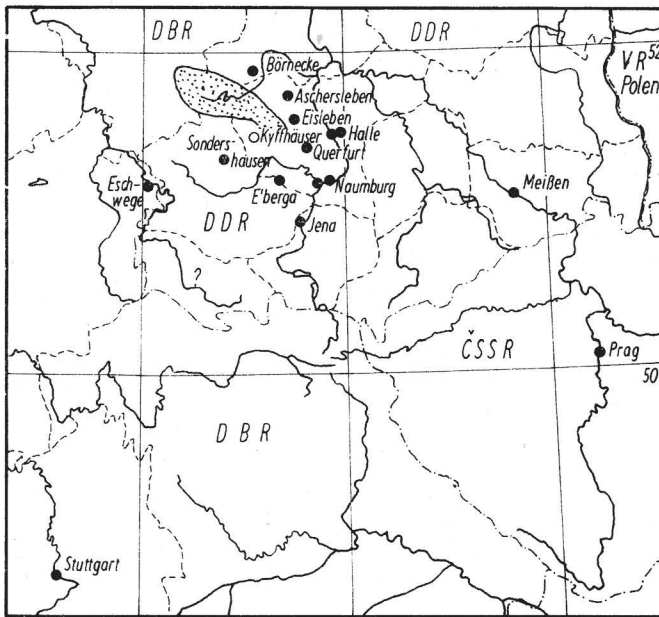 DBR
DDR
VR
52
Polen
Börnecke
Aschersleben
Eisleben
Halle
Kyffhäuser
Sonders-
hausen
Querfurt
Esch-
wege
E'berga
Naumburg
Meißen
DDR
Jena
?
ČSSR
Prag
50
DBR
Stuttgart